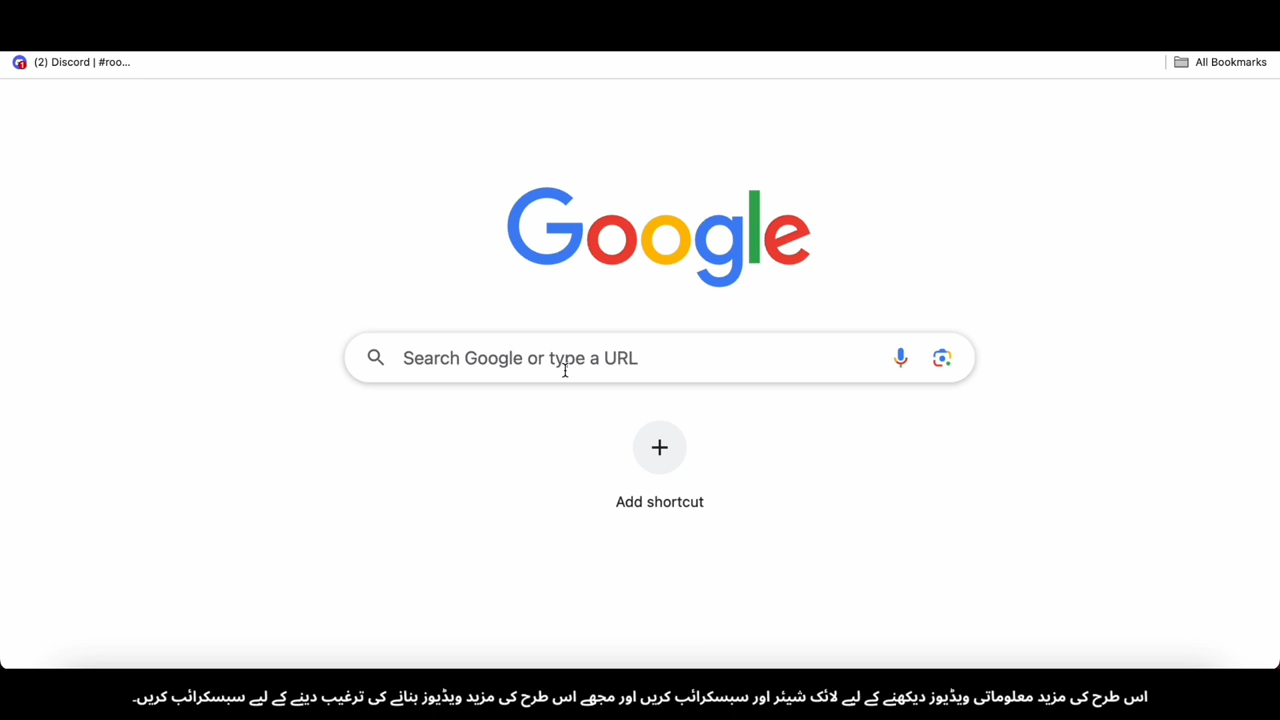 (2) Discord | #roo...
All Bookmarks
Google
Search Google or type a URL
Add shortcut
اس طرح کی مزید معلوماتی ویڈیوز دیکھنے کے لیے لائک شیئر اور سبسکرائب کریں اور مجھے اس طرح کی مزید ویڈیوز بنانے کی ترغیب دینے کے لیے سبسکرائب کریں۔